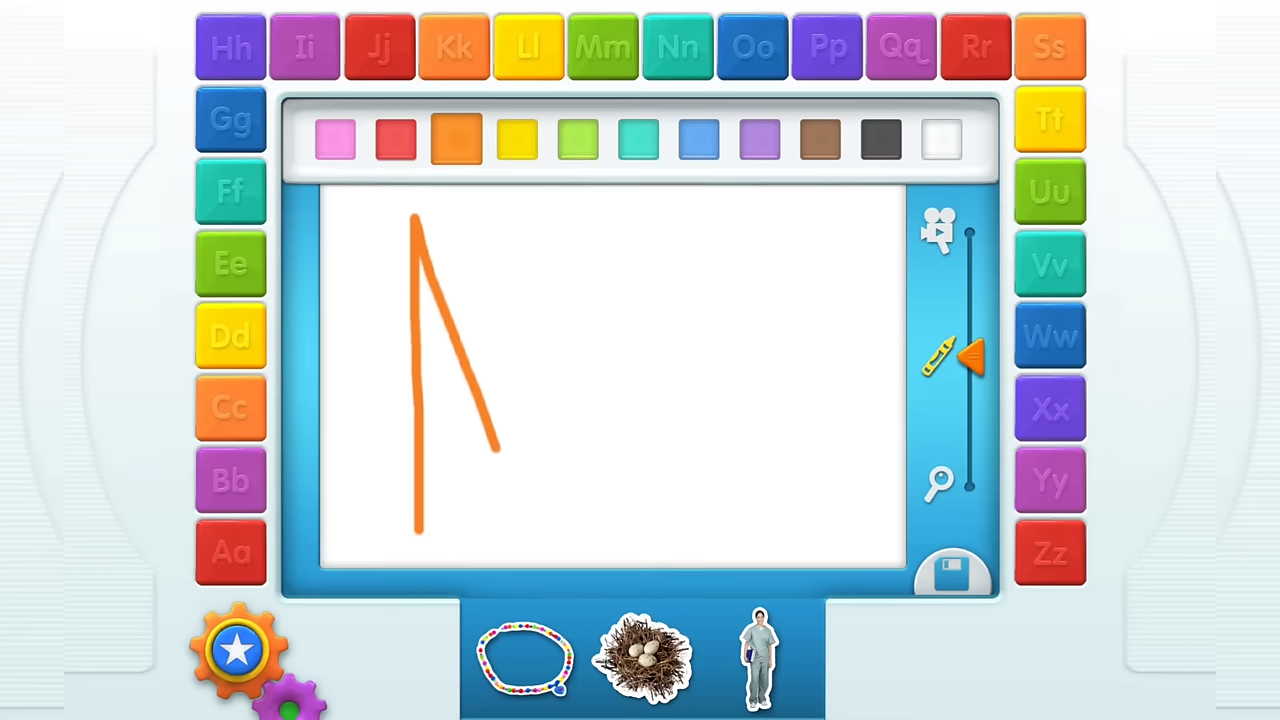 Hh Ii Jj Kk Ll Mm Nn Oo Pp Qq Rr Ss
Gg Tt
Ff Uu
Ee Vv
Dd Ww
Cc Xx
Bb Yy
Aa Zz